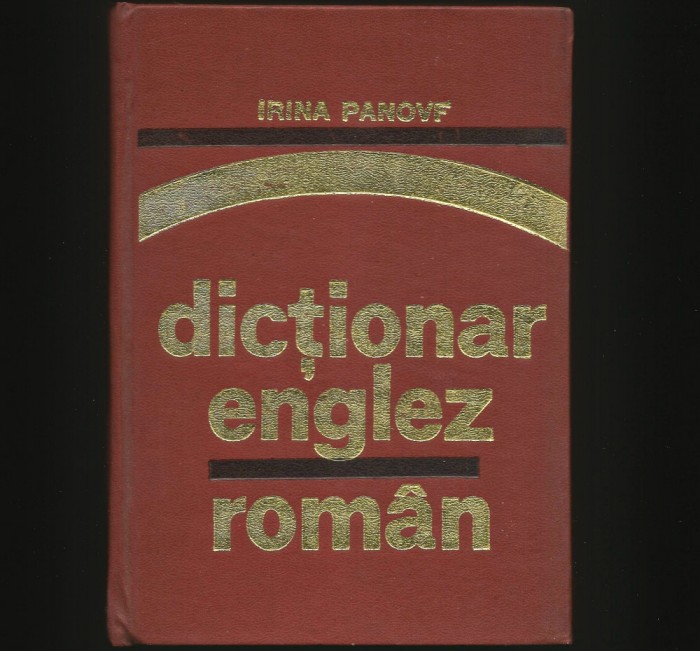 IRINA PANOVF
dicționar
englez
român